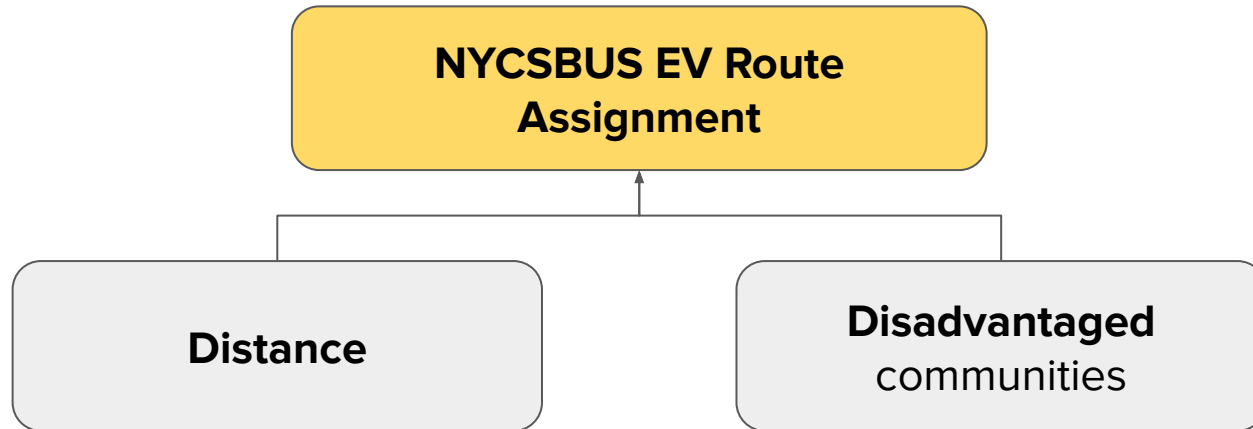 NYCSBUS EV Route
Assignment
Distance
Disadvantaged
communities